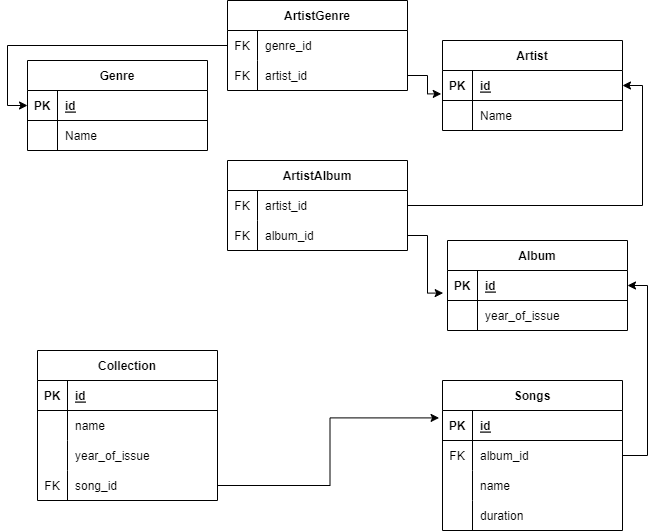 ArtistGenre
FK genre_id
FK artist_id
Genre
PK id
Name
Artist
PK id
Name
ArtistAlbum
FK artist_id
FK album_id
Album
PK id
year_of_issue
Collection
PK id
name
year_of_issue
FK song_id
Songs
PK id
FK album_id
name
duration